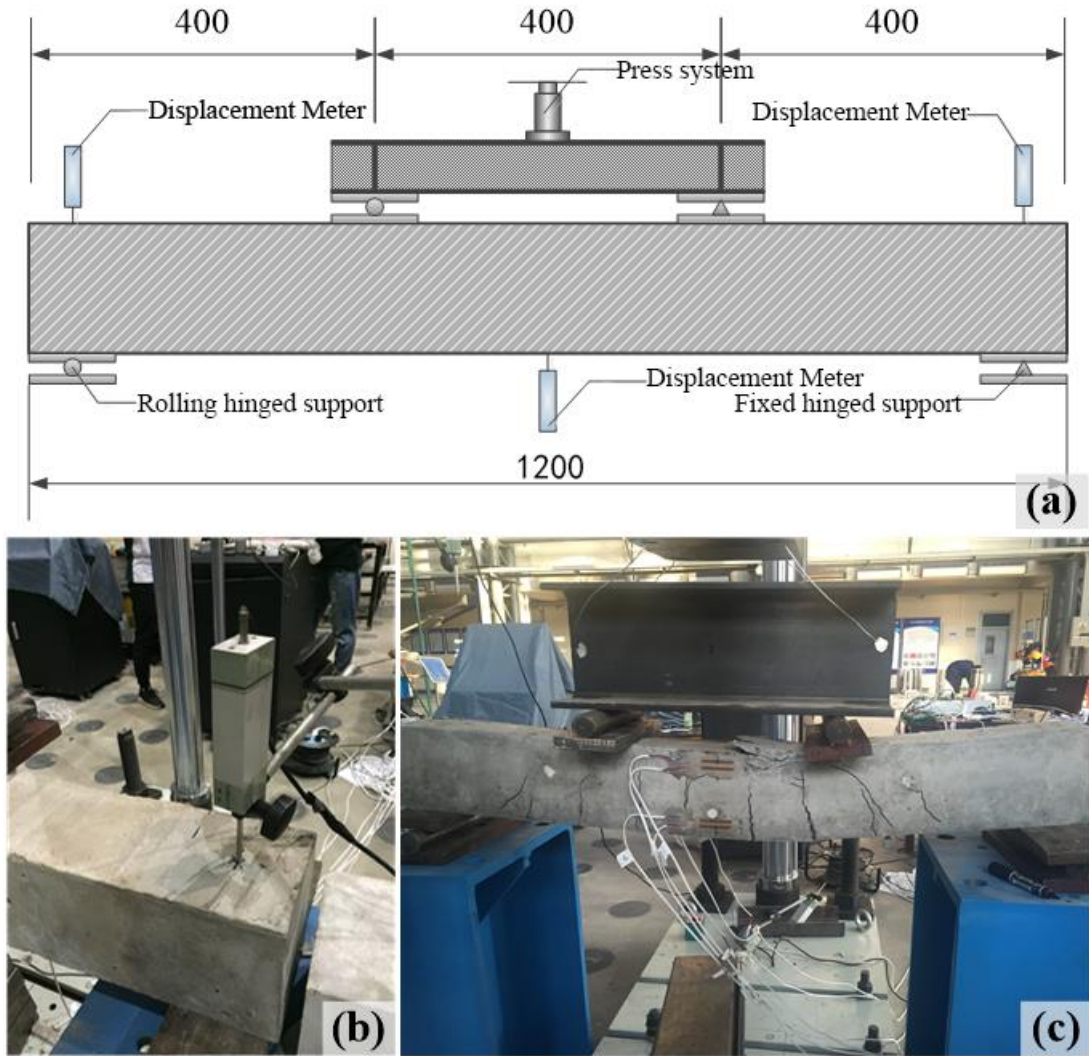 400 400 400
Press system
Displacement Meter
Displacement Meter
Displacement Meter
Rolling hinged support
Fixed hinged support
1200
(a)
(b)
(c)